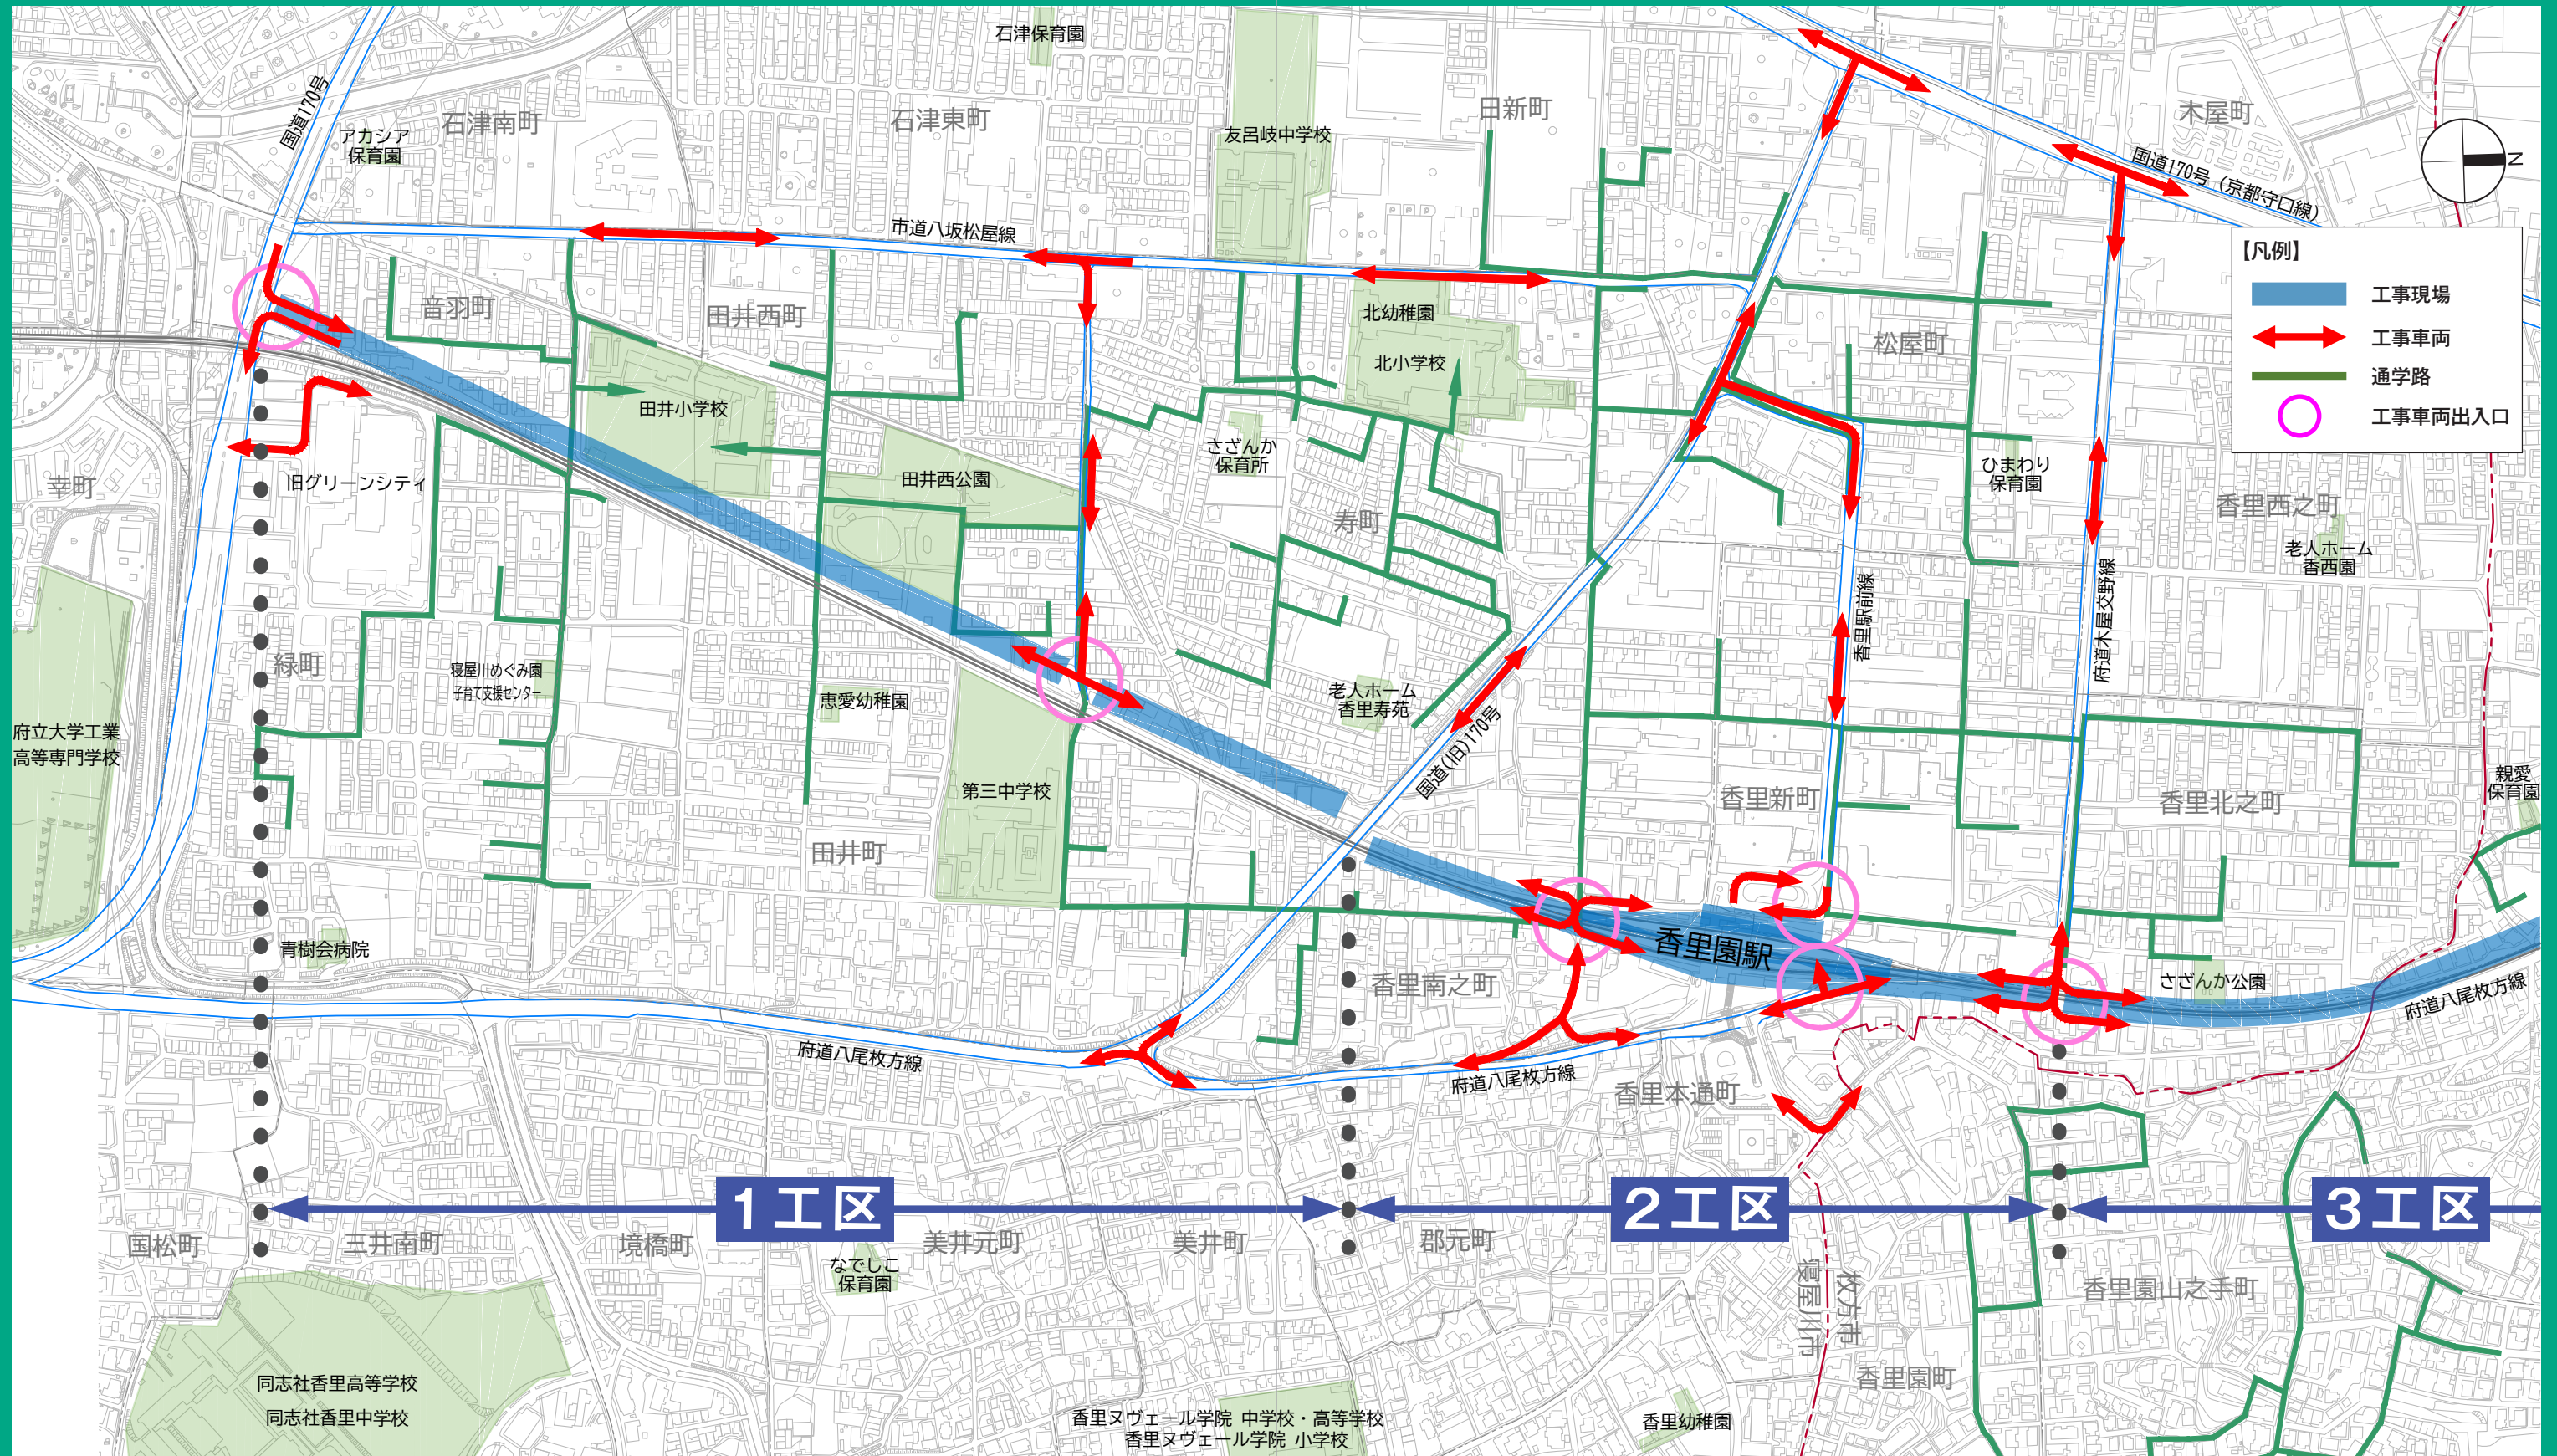 石津保育園
国道170号
アカシア
保育園
石津南町
石津東町
友呂岐中学校
日新町
木屋町
国道170号（京都守口線）
N
市道八坂松屋線
【凡例】
工事現場
工事車両
通学路
工事車両出入口
音羽町
田井西町
北幼稚園
北小学校
松屋町
田井小学校
さざんか
保育所
田井西公園
ひまわり
保育園
幸町
旧グリーンシティ
寿町
香里西之町
老人ホーム
香西園
香里駅前線
府道木屋交野線
緑町
寝屋川めぐみ園
子育て支援センター
恵愛幼稚園
老人ホーム
香里寿苑
国道(旧)170号
府立大学工業
高等専門学校
第三中学校
香里新町
香里北之町
親愛
保育園
田井町
青樹会病院
香里園駅
香里南之町
さざんか公園
府道八尾枚方線
府道八尾枚方線
府道八尾枚方線
香里本通町
1工区
2工区
3工区
国松町
三井南町
境橋町
美井元町
美井町
郡元町
なでしこ
保育園
寝屋川市
枚方市
香里園山之手町
香里園町
同志社香里高等学校
同志社香里中学校
香里ヌヴェール学院 中学校・高等学校
香里ヌヴェール学院 小学校
香里幼稚園